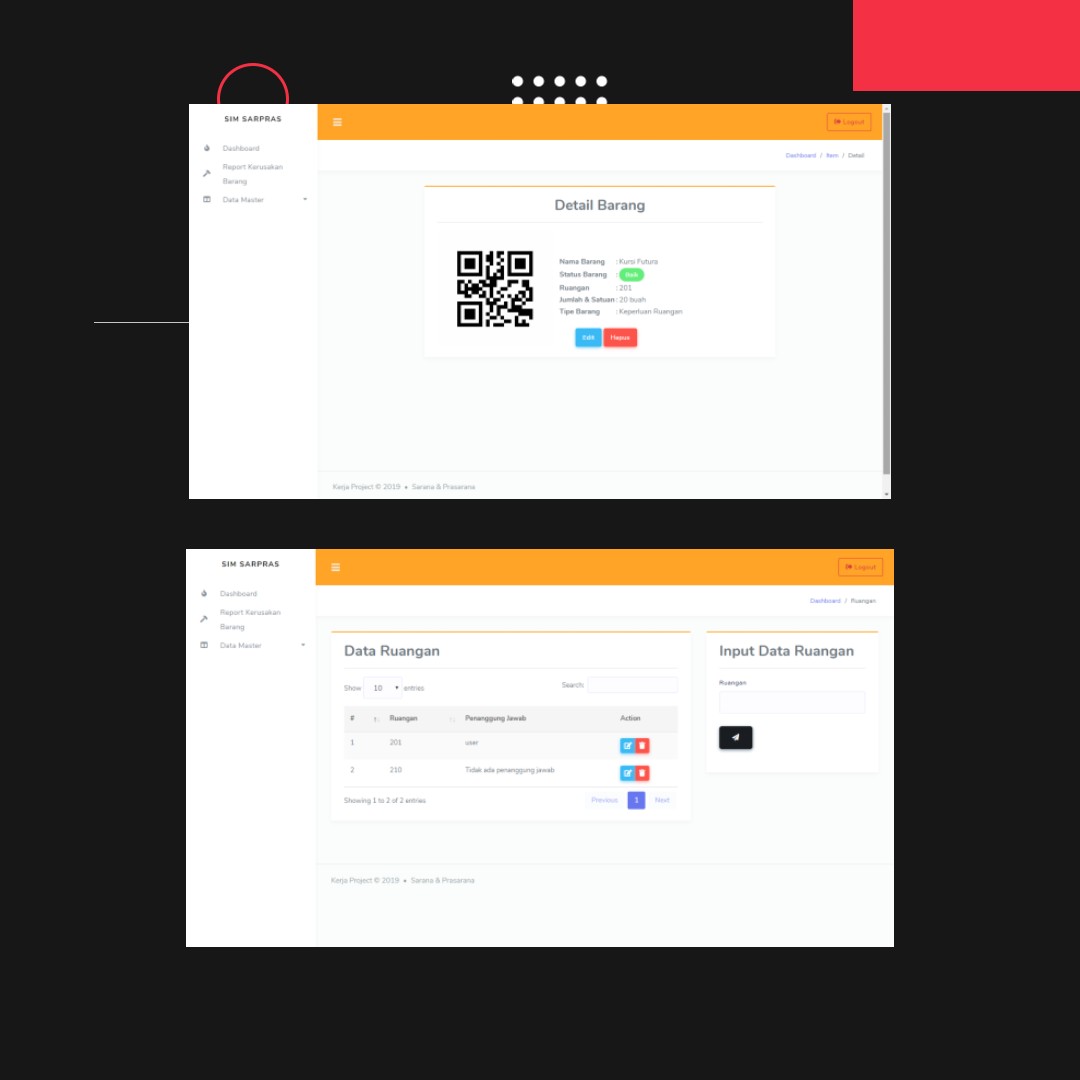 SIM SARPRAS
Logout
Dashboard
Report Kerusakan
Barang
Data Master
Dashboard / Item / Detail
Detail Barang
Nama Barang : Kursi Futura
Status Barang : Baik
Ruangan : 201
Jumlah & Satuan : 20 buah
Tipe Barang : Keperluan Ruangan
Edit Hapus
Kerja Project © 2019 • Sarana & Prasarana
SIM SARPRAS
Logout
Dashboard
Report Kerusakan
Barang
Data Master
Dashboard / Ruangan
Data Ruangan
Show 10 entries
Search:
# Ruangan Penanggung Jawab Action
1 201 user
2 210 Tidak ada penanggung jawab
Showing 1 to 2 of 2 entries
Previous 1 Next
Input Data Ruangan
Ruangan
Kerja Project © 2019 • Sarana & Prasarana